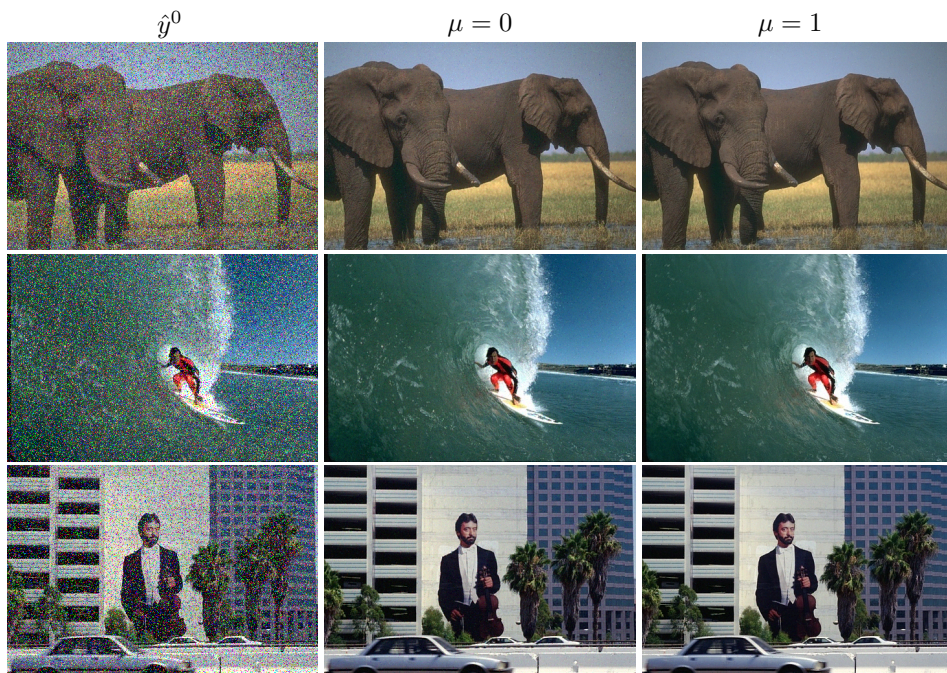 ŷ⁰ μ = 0 μ = 1